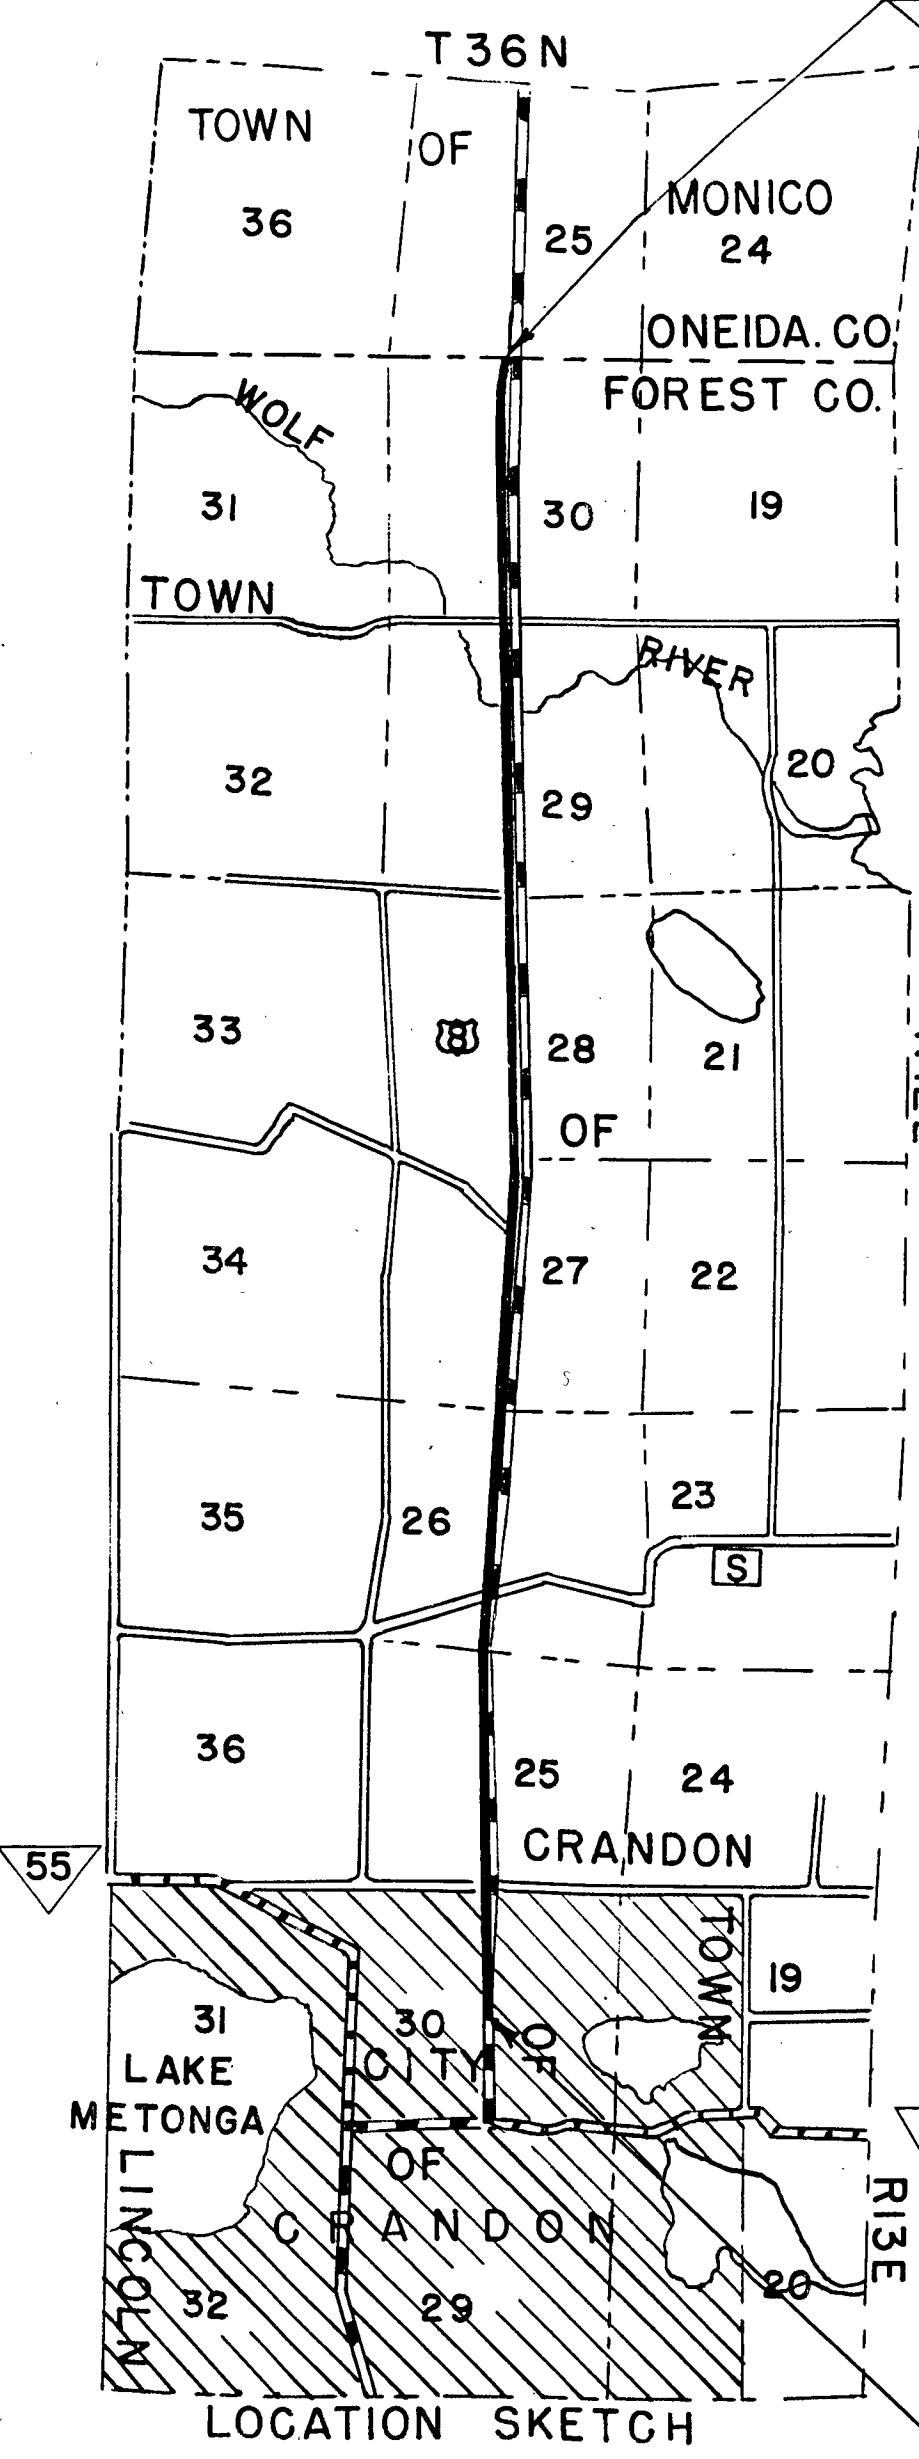 T36N
TOWN OF MONICO
36 25 24
ONEIDA. CO.
FOREST CO.
WOLF
31 30 19
TOWN
RIVER
32 29 20
33 8 28 21
OF
34 27 22
35 26 23
S
36 25 24
CRANDON
55
TOWN
31 30 19
CITY OF
LAKE
METONGA
OF
LINCOLN
R13E
CRANDON
32 29 20
LOCATION SKETCH